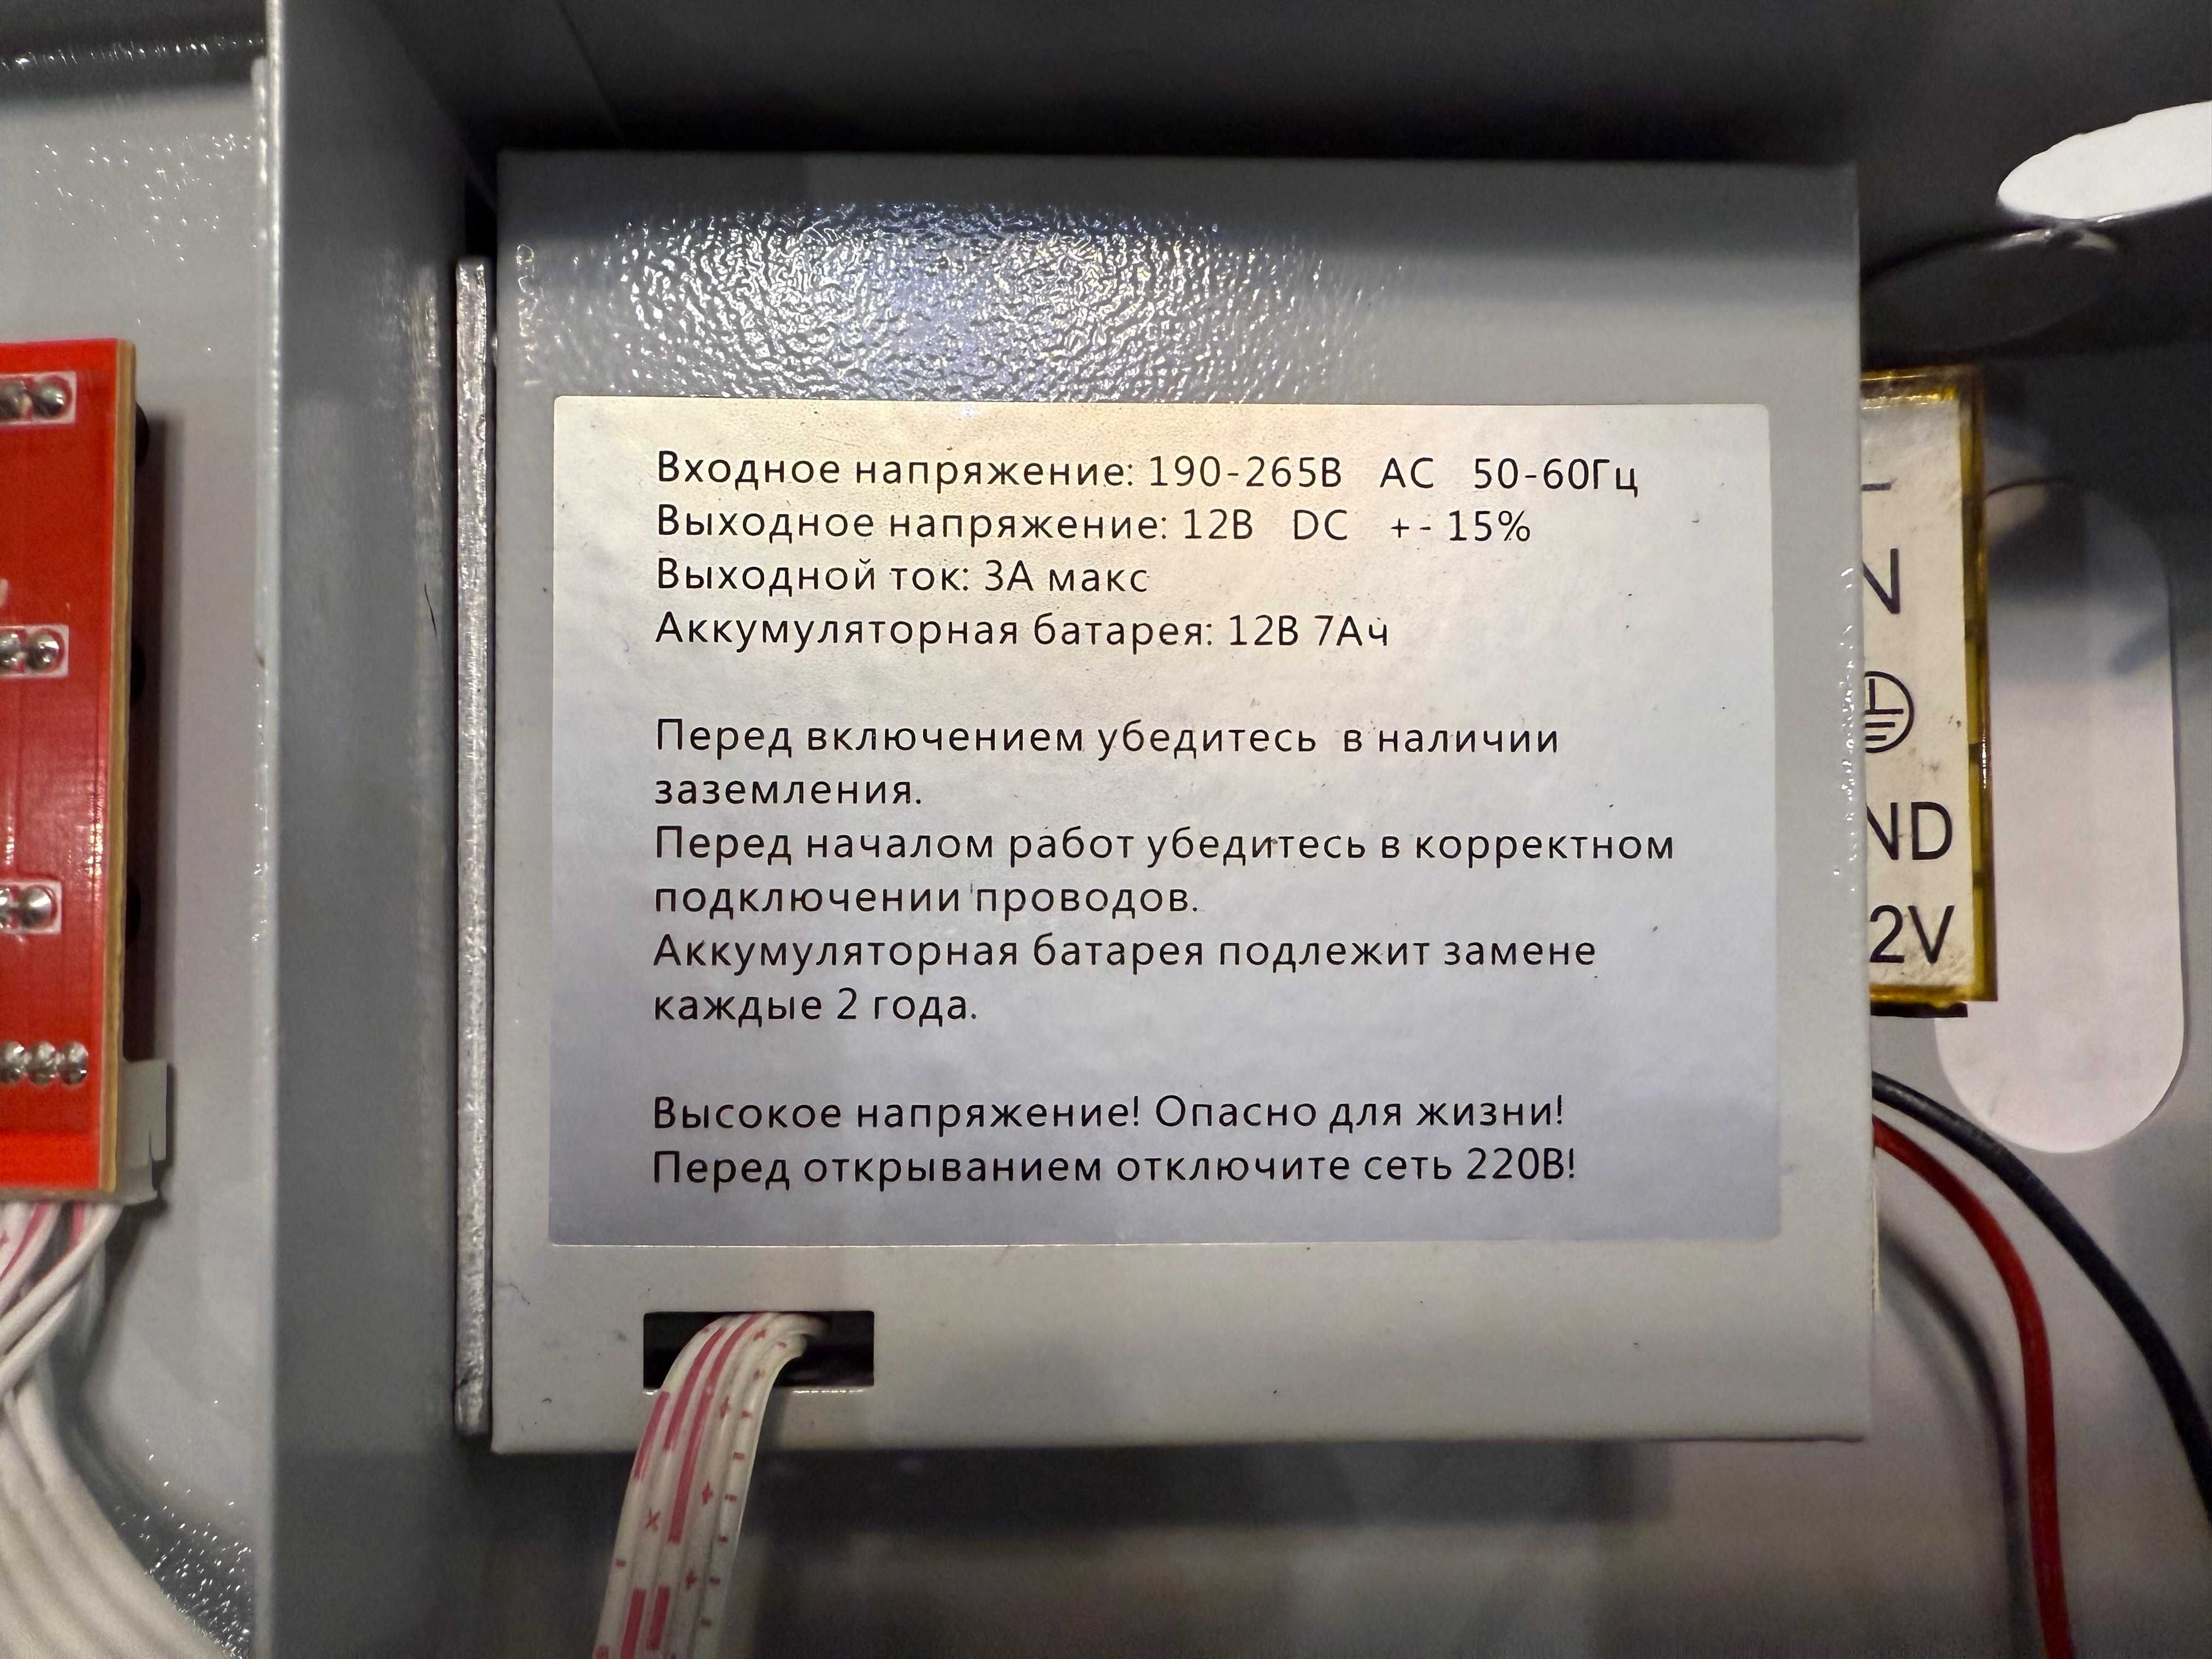 Входное напряжение: 190-265В АС 50-60Гц
Выходное напряжение: 12В DC +- 15%
Выходной ток: 3А макс
Аккумуляторная батарея: 12В 7Ач
Перед включением убедитесь в наличии
заземления.
Перед началом работ убедитесь в корректном
подключении проводов.
Аккумуляторная батарея подлежит замене
каждые 2 года.
Высокое напряжение! Опасно для жизни!
Перед открыванием отключите сеть 220В!
N
ND
2V